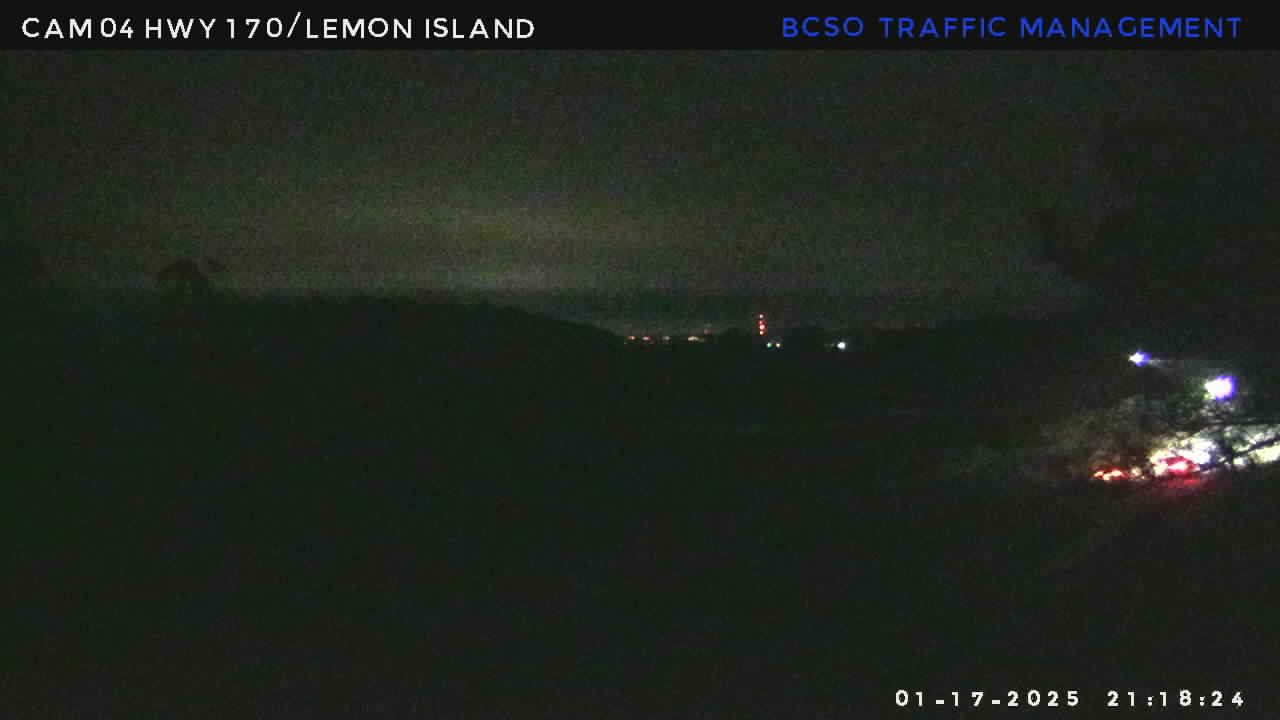 CAM04 HWY 170/LEMON ISLAND
BCSO TRAFFIC MANAGEMENT
01-17-2025 21:18:24